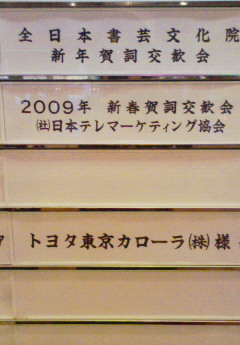 全日本書芸文化院
新年賀詞交歓会
2009年 新春賀詞交歓会
㈳日本テレマーケティング協会
トヨタ東京カローラ㈱様